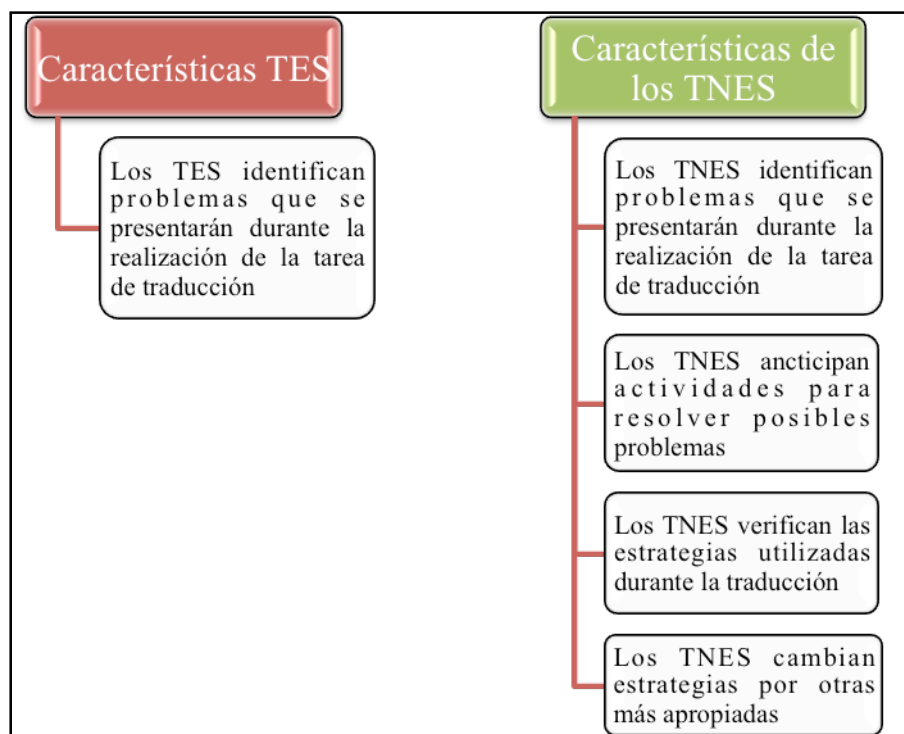 Características TES
Los TES identifican
problemas que se
presentarán durante la
realización de la tarea
de traducción
Características de
los TNES
Los TNES identifican
problemas que se
presentarán durante la
realización de la tarea
de traducción
Los TNES ancticipan
actividades para
resolver posibles
problemas
Los TNES verifican las
estrategias utilizadas
durante la traducción
Los TNES cambian
estrategias por otras
más apropiadas